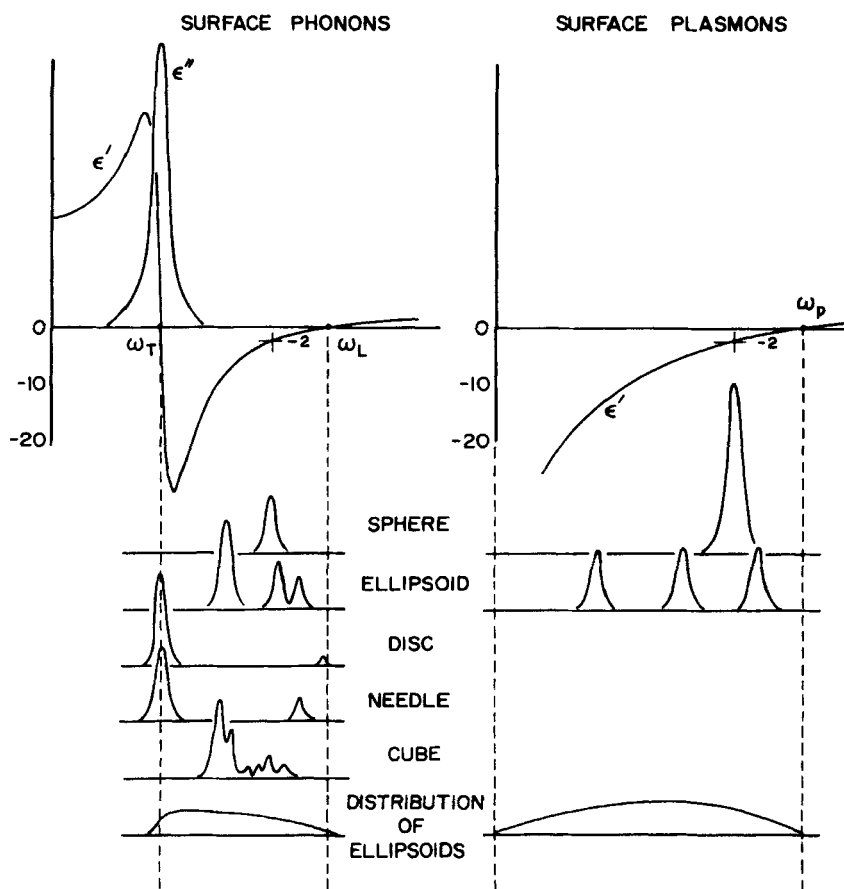 SURFACE PHONONS
SURFACE PLASMONS
ϵ"
ϵ'
0
-10
-20
ω_T
-2
ω_L
0
-10
-20
ω_p
-2
ϵ'
SPHERE
ELLIPSOID
DISC
NEEDLE
CUBE
DISTRIBUTION
OF
ELLIPSOIDS